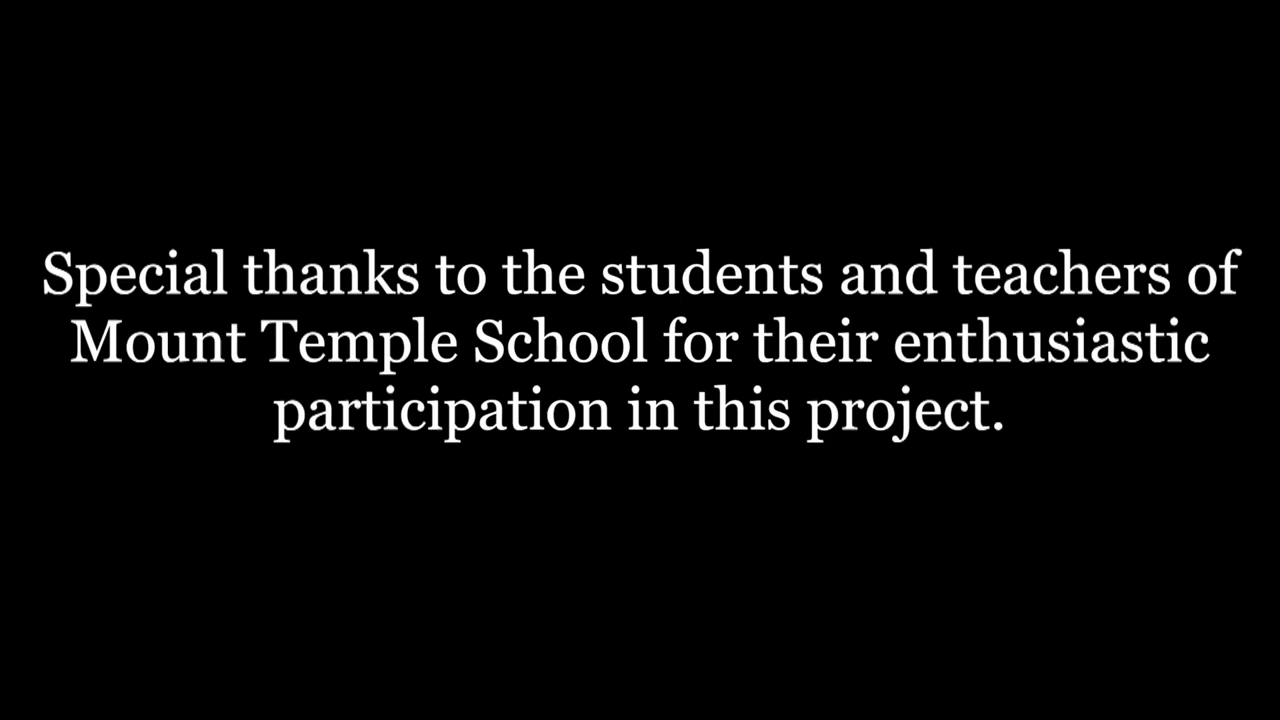 Special thanks to the students and teachers of
Mount Temple School for their enthusiastic
participation in this project.